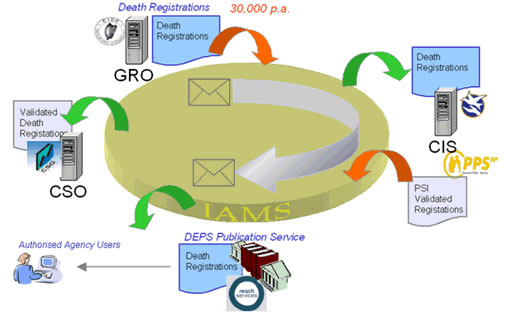 Death Registrations 30,000 p.a.
Death
Registrations
GRO
Death
Registrations
CIS
PPS
Validated
Death
Registations
CSO
PSI
Validated
Registations
IAMS
DEPS Publication Service
Death
Registrations
reach
services
Authorised Agency Users